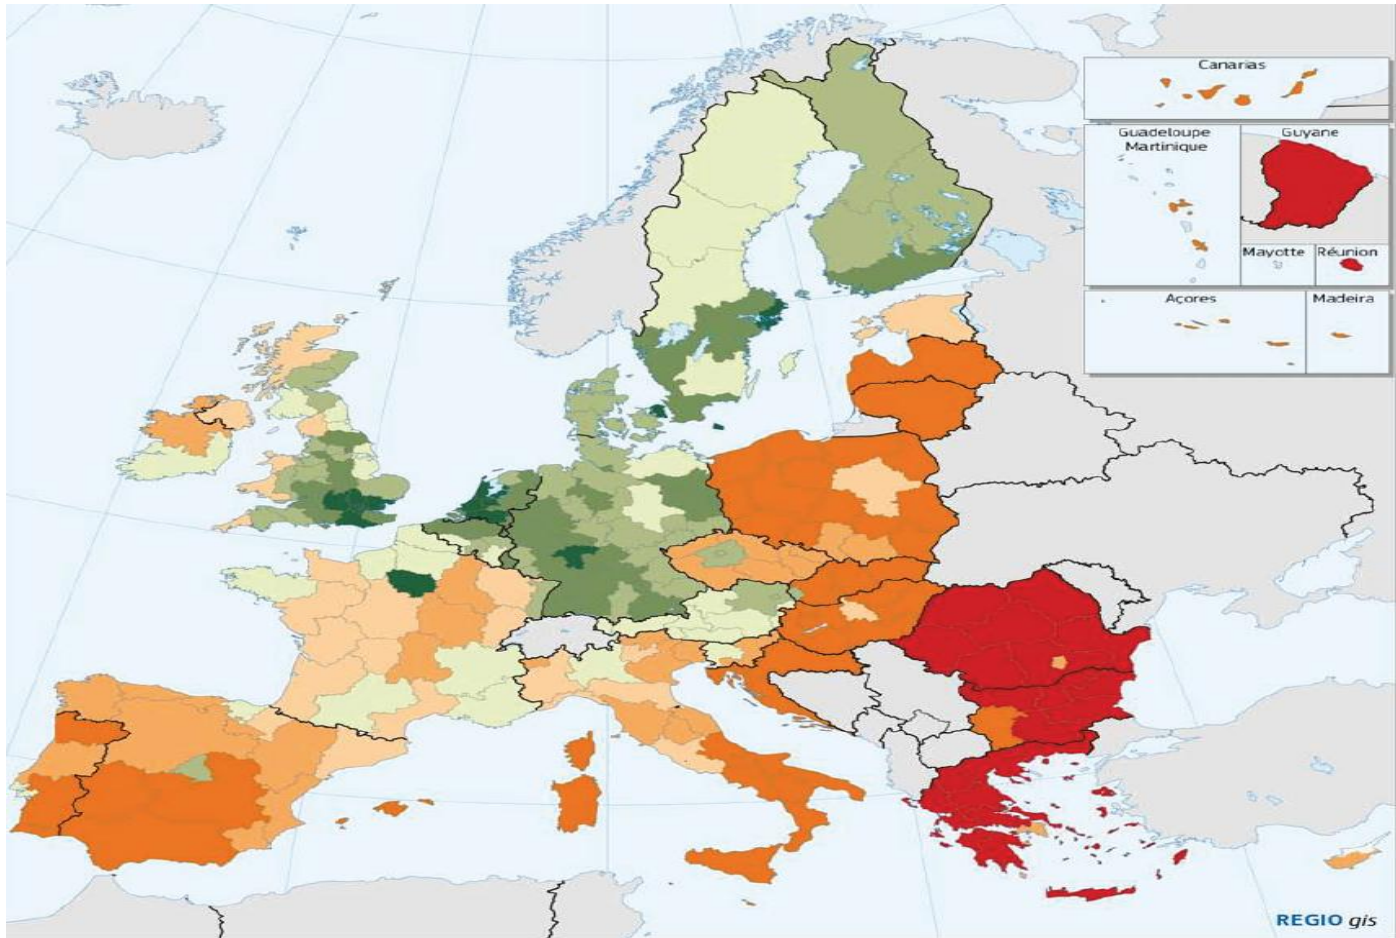 Canarias
Guadeloupe
Martinique
Guyane
Mayotte
Réunion
Açores
Madeira
REGIO gis